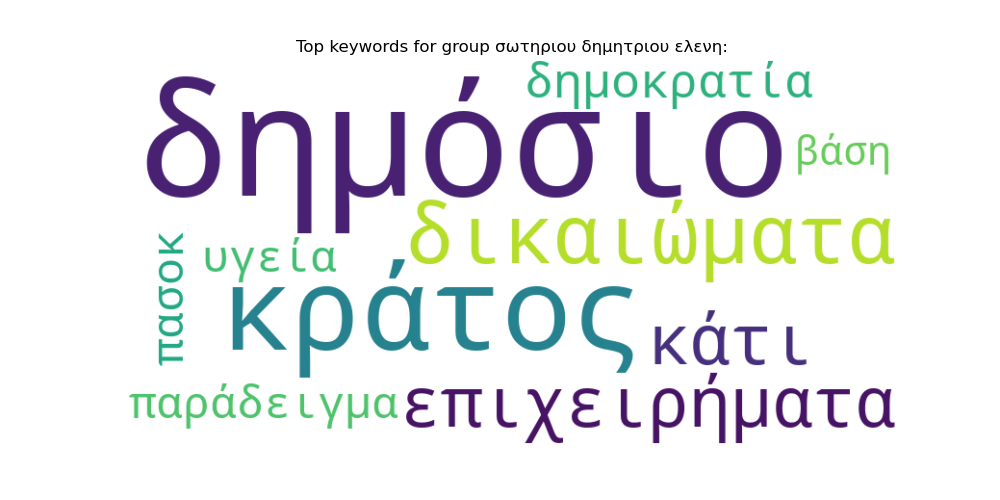 Top keywords for group σωτηριου δημητριου ελενη:
δημοκρατία
δημόσιο
βάση
δικαιώματα
υγεία
πασοκ
κράτος
κάτι
παράδειγμα
επιχειρήματα